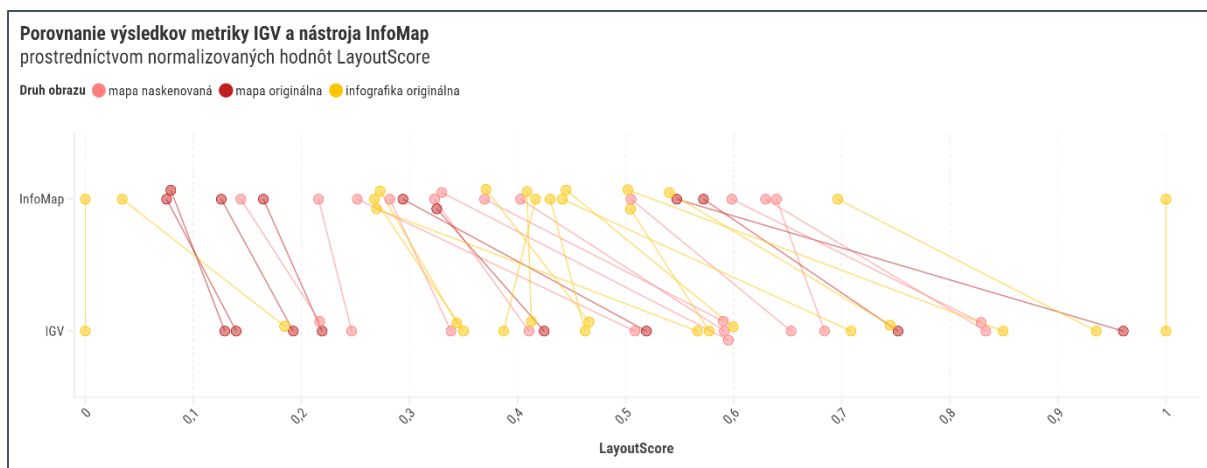 Porovnanie výsledkov metriky IGV a nástroja InfoMap
prostredníctvom normalizovaných hodnôt LayoutScore
Druh obrazu mapa naskenovaná mapa originálna infografika originálna
InfoMap
IGV
0 0,1 0,2 0,3 0,4 0,5 0,6 0,7 0,8 0,9 1
LayoutScore